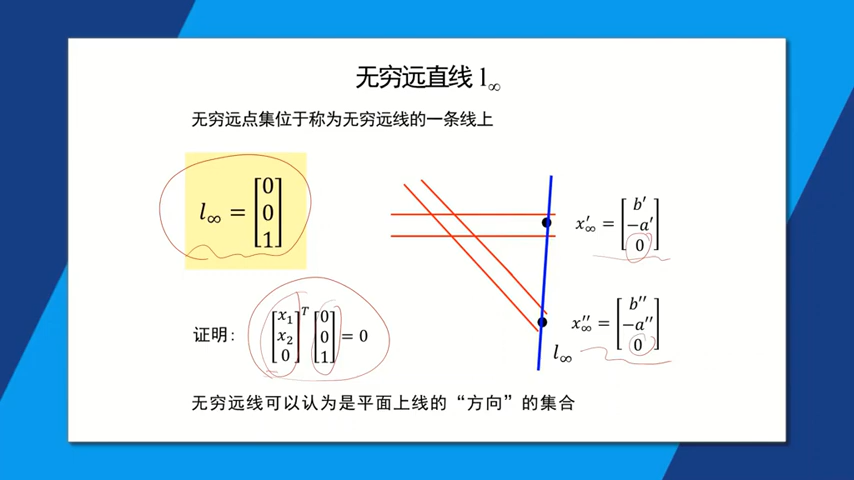 无穷远直线 l∞
无穷远点集位于称为无穷远线的一条线上
l∞ = [0 0 1]
x′∞ = [b′ −a′ 0]
x″∞ = [b″ −a″ 0]
l∞
证明： [x₁ x₂ 0]ᵀ [0 0 1] = 0
无穷远线可以认为是平面上线的“方向”的集合